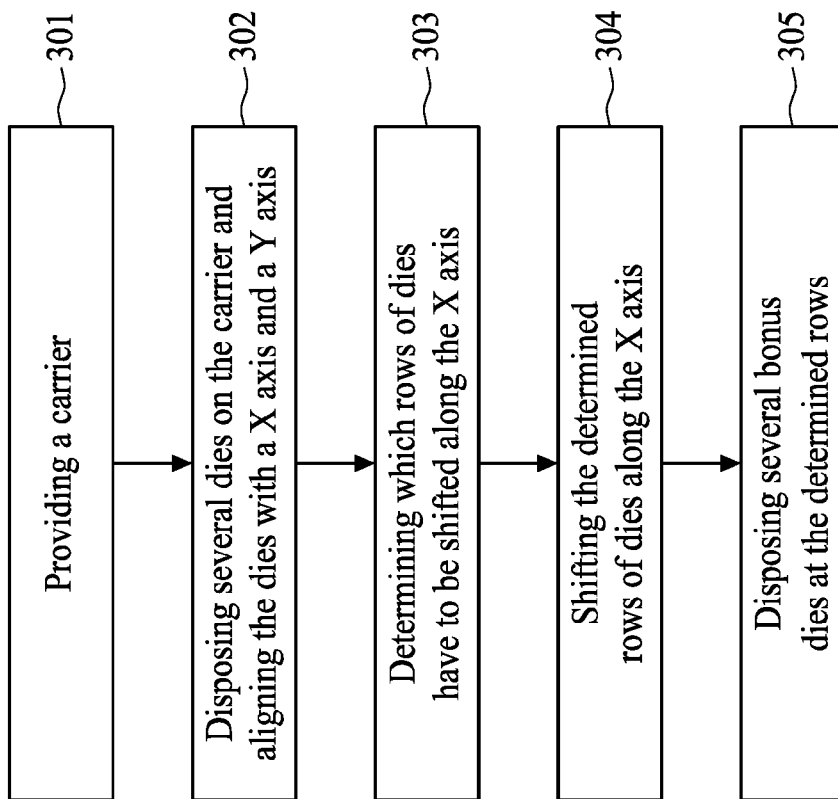 Providing a carrier
301
Disposing several dies on the carrier and
aligning the dies with a X axis and a Y axis
302
Determining which rows of dies
have to be shifted along the X axis
303
Shifting the determined
rows of dies along the X axis
304
Disposing several bonus
dies at the determined rows
305